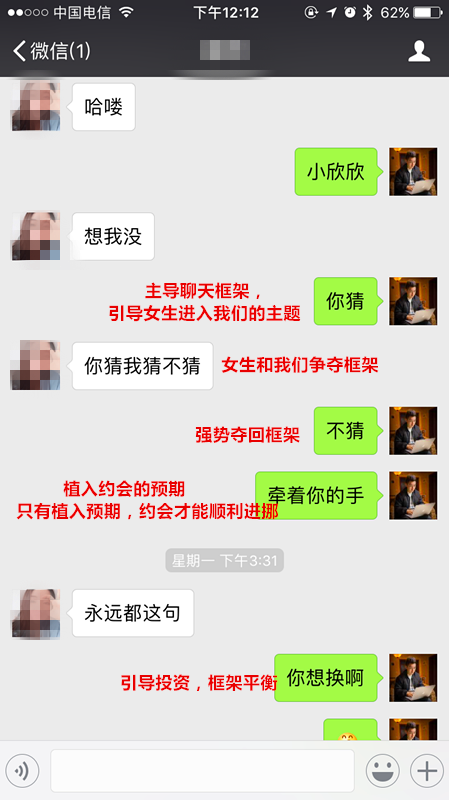 中国电信
下午12:12
62%
微信(1)
哈喽
小欣欣
想我没
主导聊天框架，
引导女生进入我们的主题
你猜
你猜我猜不猜
女生和我们争夺框架
强势夺回框架
不猜
植入约会的预期
只有植入预期，约会才能顺利进挪
牵着你的手
星期一 下午3:31
永远都这句
引导投资，框架平衡
你想换啊